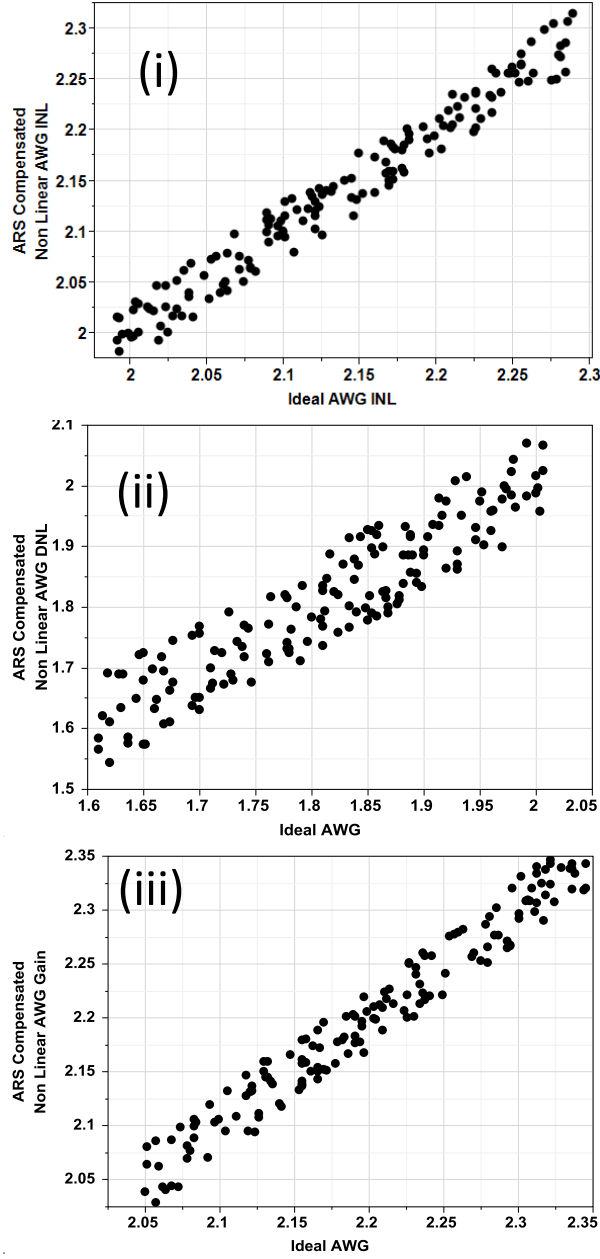 (i)
ARS Compensated
Non Linear AWG INL
2.3
2.25
2.2
2.15
2.1
2.05
2
2 2.05 2.1 2.15 2.2 2.25 2.3
Ideal AWG INL
(ii)
ARS Compensated
Non Linear AWG DNL
2.1
2
1.9
1.8
1.7
1.6
1.5
1.6 1.65 1.7 1.75 1.8 1.85 1.9 1.95 2 2.05
Ideal AWG
(iii)
ARS Compensated
Non Linear AWG Gain
2.35
2.3
2.25
2.2
2.15
2.1
2.05
2.05 2.1 2.15 2.2 2.25 2.3 2.35
Ideal AWG